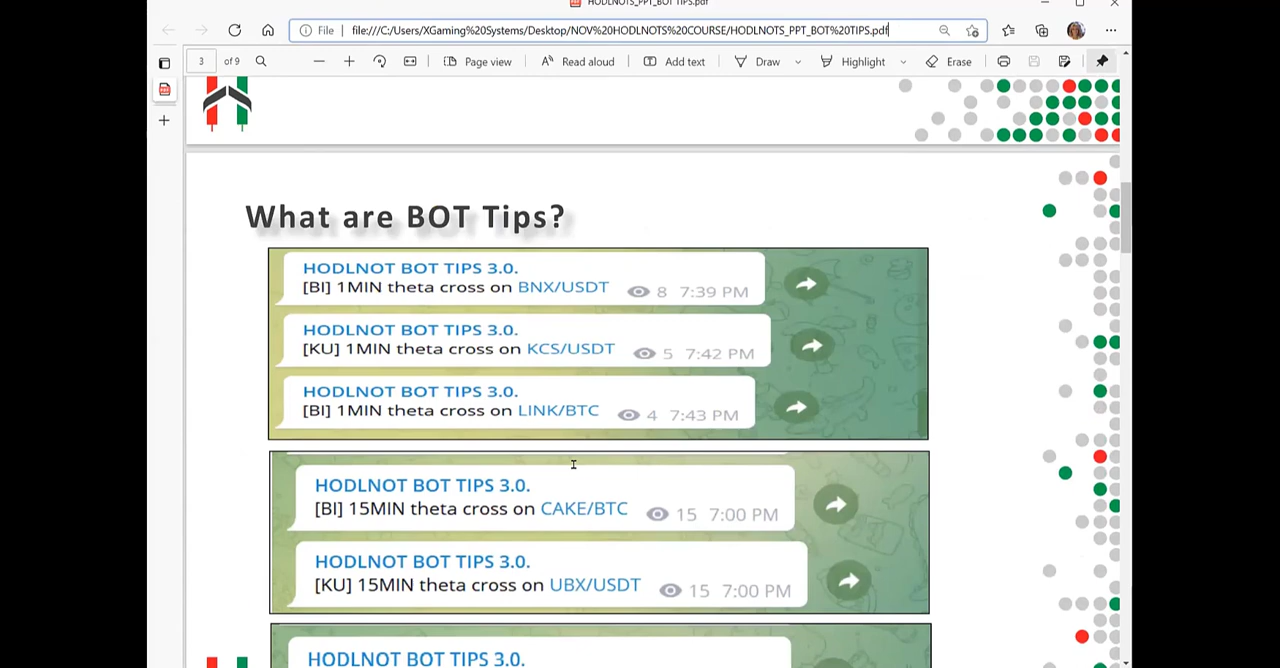 HODLNOTS_PPT_BOT TIPS.pdf
File file:///C:/Users/XGaming%20Systems/Desktop/NOV%20HODLNOTS%20COURSE/HODLNOTS_PPT_BOT%20TIPS.pdf
3 of 9 Page view Read aloud Add text Draw Highlight Erase
What are BOT Tips?
HODLNOT BOT TIPS 3.0.
[BI] 1MIN theta cross on BNX/USDT 8 7:39 PM
HODLNOT BOT TIPS 3.0.
[KU] 1MIN theta cross on KCS/USDT 5 7:42 PM
HODLNOT BOT TIPS 3.0.
[BI] 1MIN theta cross on LINK/BTC 4 7:43 PM
HODLNOT BOT TIPS 3.0.
[BI] 15MIN theta cross on CAKE/BTC 15 7:00 PM
HODLNOT BOT TIPS 3.0.
[KU] 15MIN theta cross on UBX/USDT 15 7:00 PM
HODLNOT BOT TIPS 3.0.